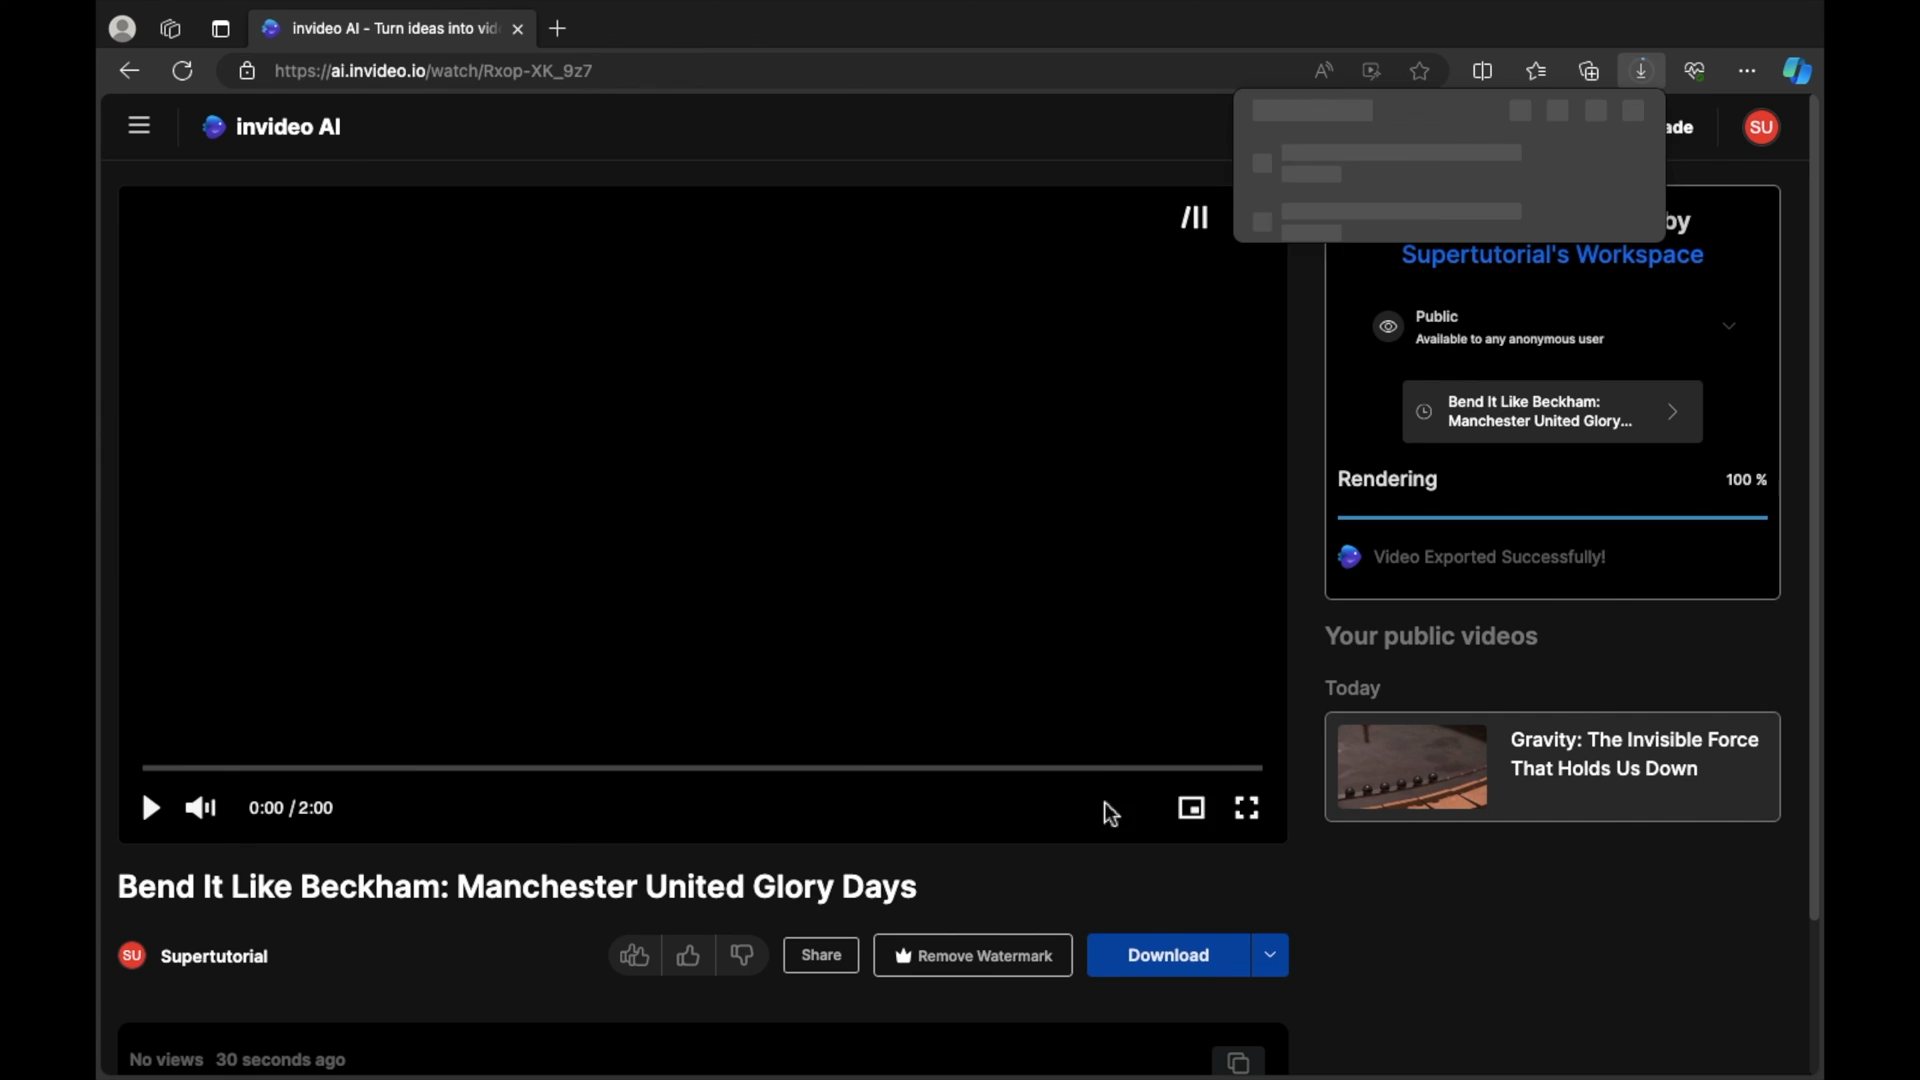 invideo AI - Turn ideas into vid
https://ai.invideo.io/watch/Rxop-XK_9z7
invideo AI
ade
SU
by
Supertutorial's Workspace
Public
Available to any anonymous user
Bend It Like Beckham:
Manchester United Glory...
Rendering
100 %
Video Exported Successfully!
Your public videos
Today
Gravity: The Invisible Force
That Holds Us Down
0:00 / 2:00
Bend It Like Beckham: Manchester United Glory Days
SU
Supertutorial
Share
Remove Watermark
Download
No views 30 seconds ago